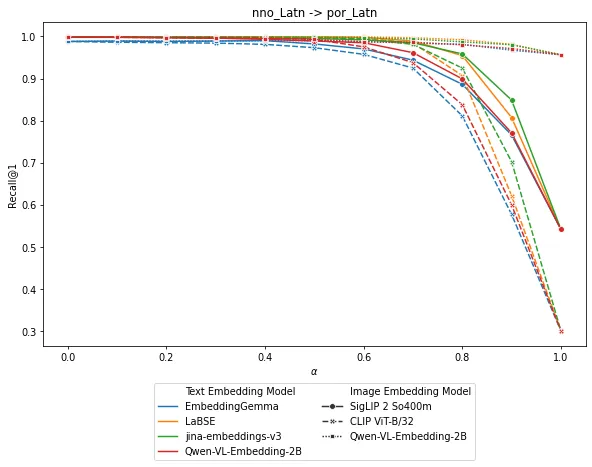 nno_Latn -> por_Latn
1.0
0.9
0.8
0.7
0.6
0.5
0.4
0.3
Recall@1
0.0 0.2 0.4 0.6 0.8 1.0
α
Text Embedding Model Image Embedding Model
EmbeddingGemma SigLIP 2 So400m
LaBSE CLIP ViT-B/32
jina-embeddings-v3 Qwen-VL-Embedding-2B
Qwen-VL-Embedding-2B